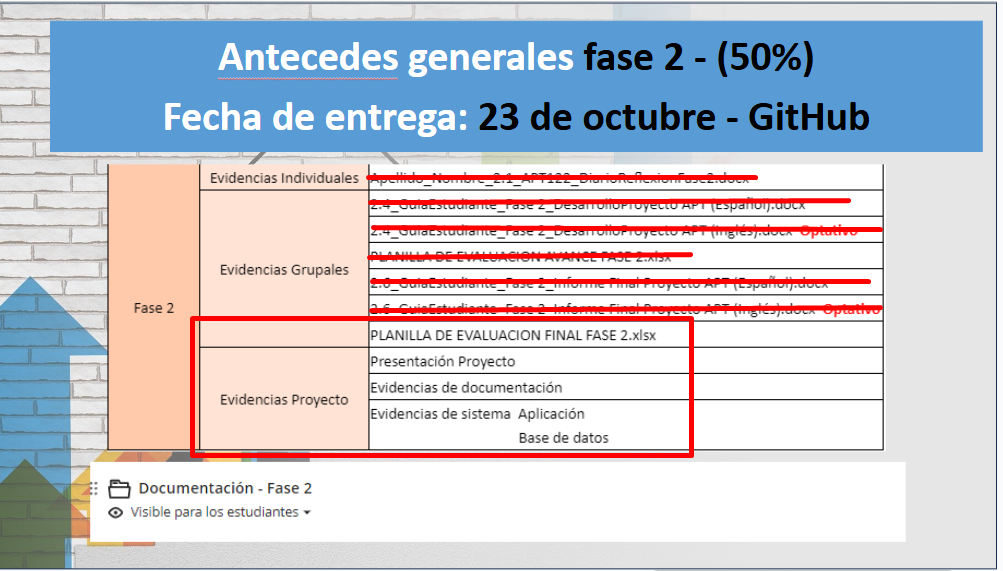 Antecedes generales fase 2 - (50%)
Fecha de entrega: 23 de octubre - GitHub
Evidencias Individuales
Apellido_Nombre_2.1_APT122_DiarioReflexionFase2.docx
2.4_GuiaEstudiante_Fase 2_DesarrolloProyecto APT (Español).docx
2.4_GuiaEstudiante_Fase 2_DesarrolloProyecto APT (Inglés).docx Optativo
Evidencias Grupales
PLANILLA DE EVALUACION AVANCE FASE 2.xlsx
2.6_GuiaEstudiante_Fase 2_Informe Final Proyecto APT (Español).docx
Fase 2
2.6_GuiaEstudiante_Fase 2_Informe Final Proyecto APT (Inglés).docx Optativo
PLANILLA DE EVALUACION FINAL FASE 2.xlsx
Presentación Proyecto
Evidencias Proyecto
Evidencias de documentación
Evidencias de sistema Aplicación
Base de datos
Documentación - Fase 2
Visible para los estudiantes